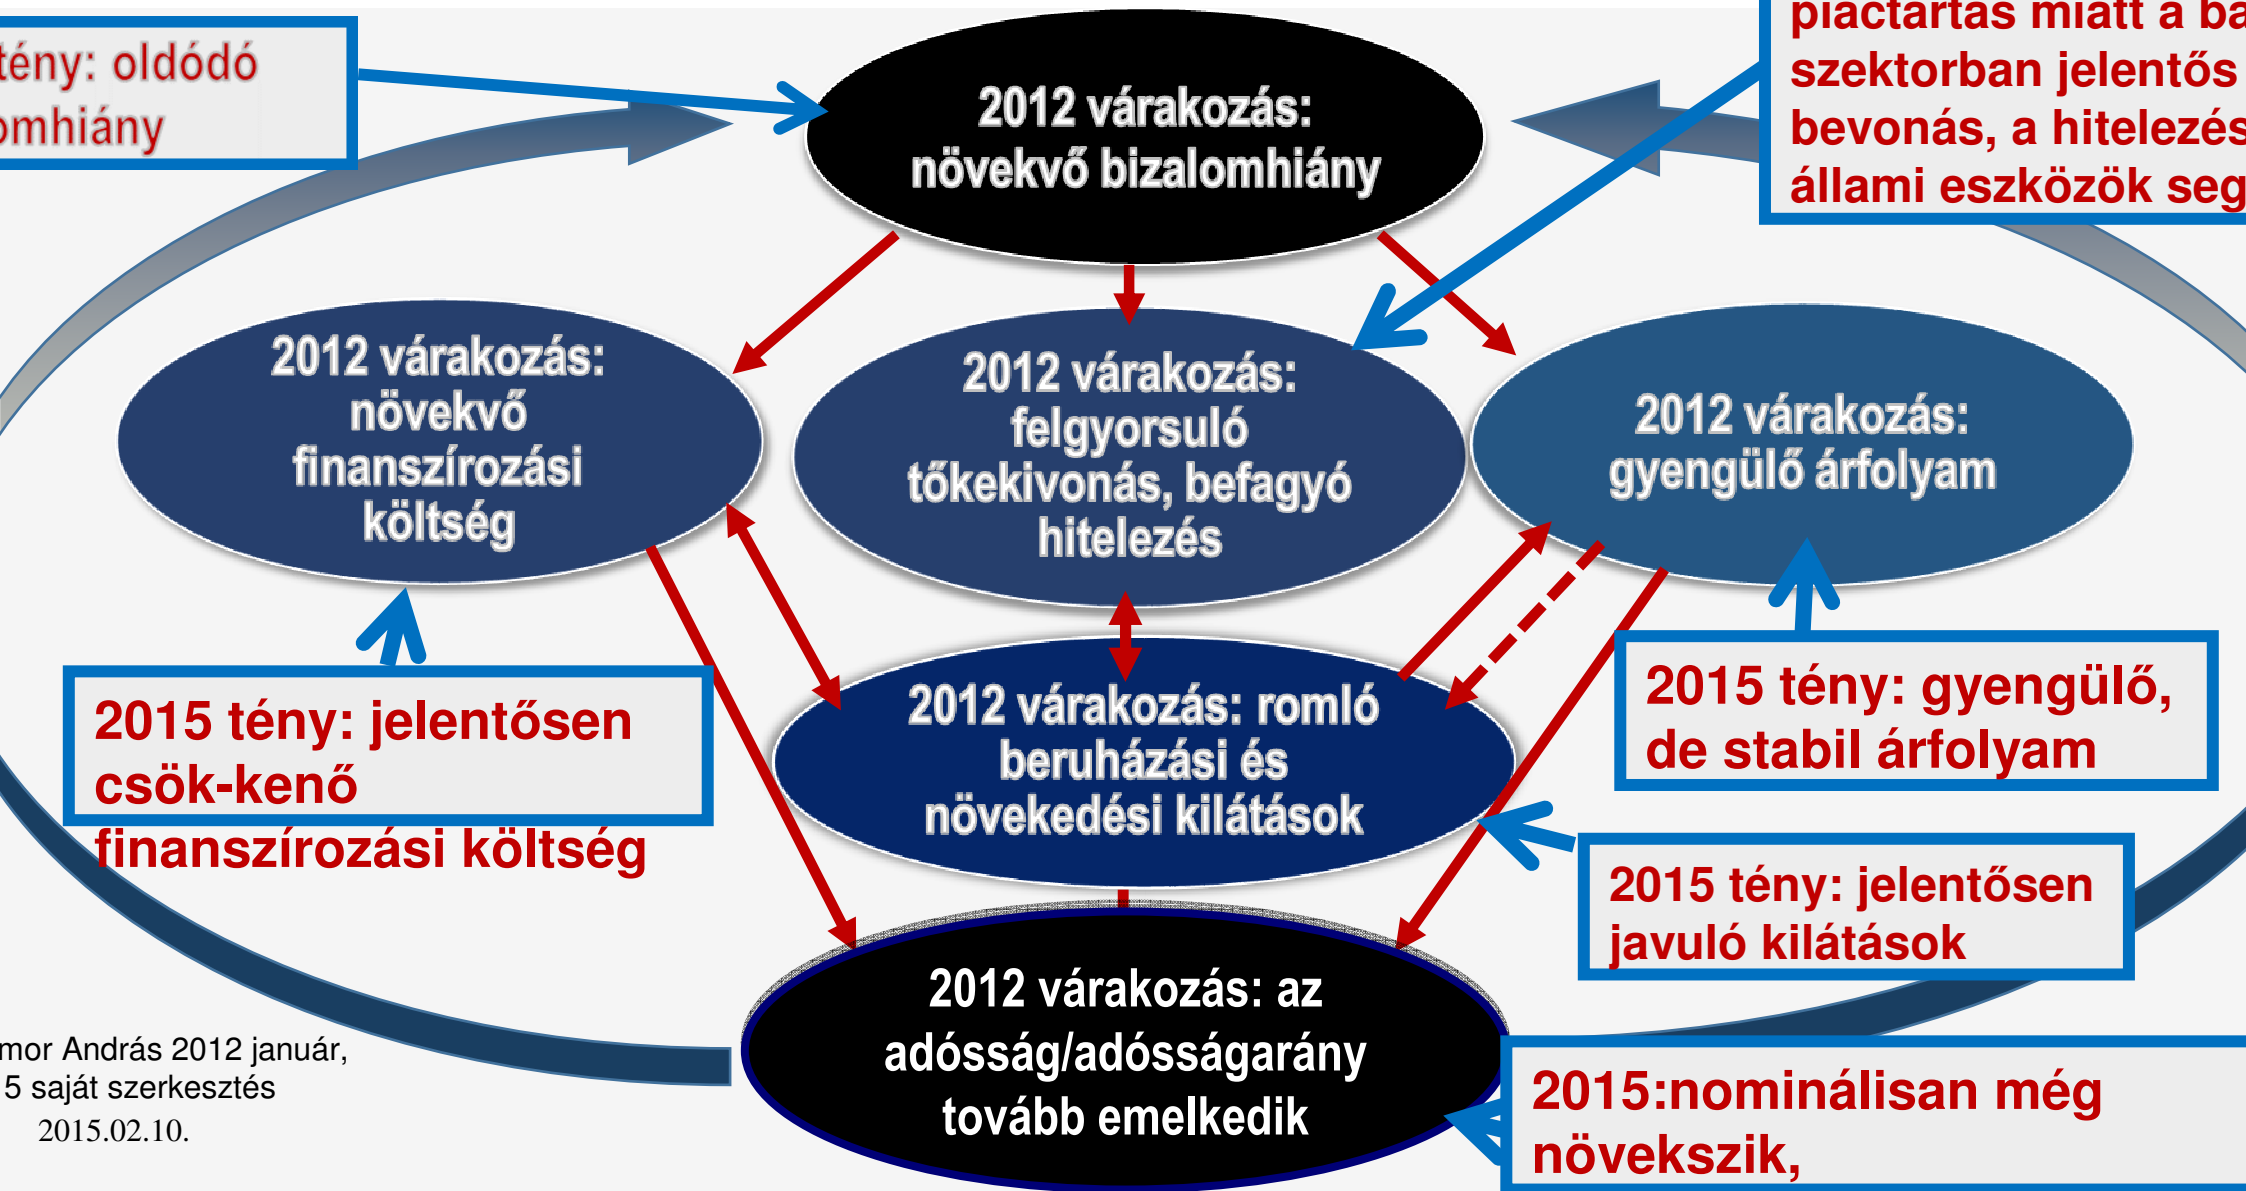 tény: oldódó
omhiány
2012 várakozás:
növekvő bizalomhiány
piactartás miatt a ba
szektorban jelentős
bevonás, a hitelezés
állami eszközök seg
2012 várakozás:
növekvő
finanszírozási
költség
2012 várakozás:
felgyorsuló
tőkekivonás, befagyó
hitelezés
2012 várakozás:
gyengülő árfolyam
2015 tény: jelentősen
csök-kenő
finanszírozási költség
2012 várakozás: romló
beruházási és
növekedési kilátások
2015 tény: gyengülő,
de stabil árfolyam
2015 tény: jelentősen
javuló kilátások
2012 várakozás: az
adósság/adósságarány
tovább emelkedik
mor András 2012 január,
5 saját szerkesztés
2015.02.10.
2015:nominálisan még
növekszik,